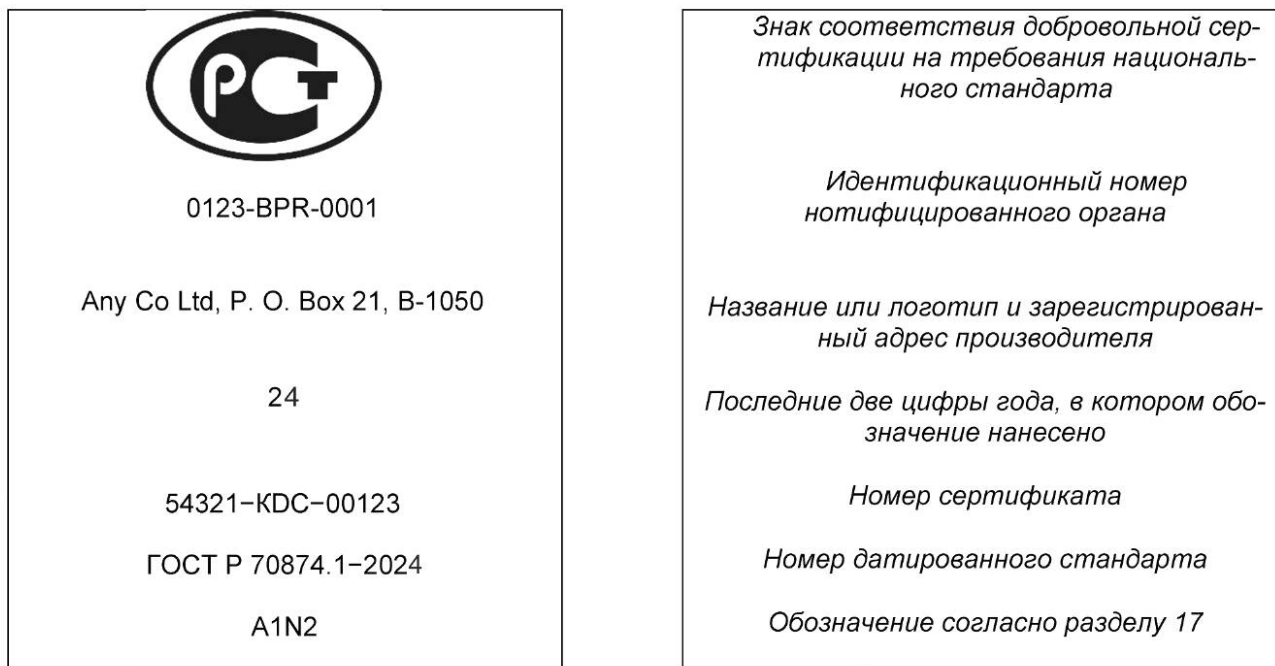 РСТ
0123-BPR-0001
Any Co Ltd, P. O. Box 21, B-1050
24
54321−KDC−00123
ГОСТ Р 70874.1−2024
A1N2
Знак соответствия добровольной сер-
тификации на требования националь-
ного стандарта
Идентификационный номер
нотифицированного органа
Название или логотип и зарегистрирован-
ный адрес производителя
Последние две цифры года, в котором обо-
значение нанесено
Номер сертификата
Номер датированного стандарта
Обозначение согласно разделу 17